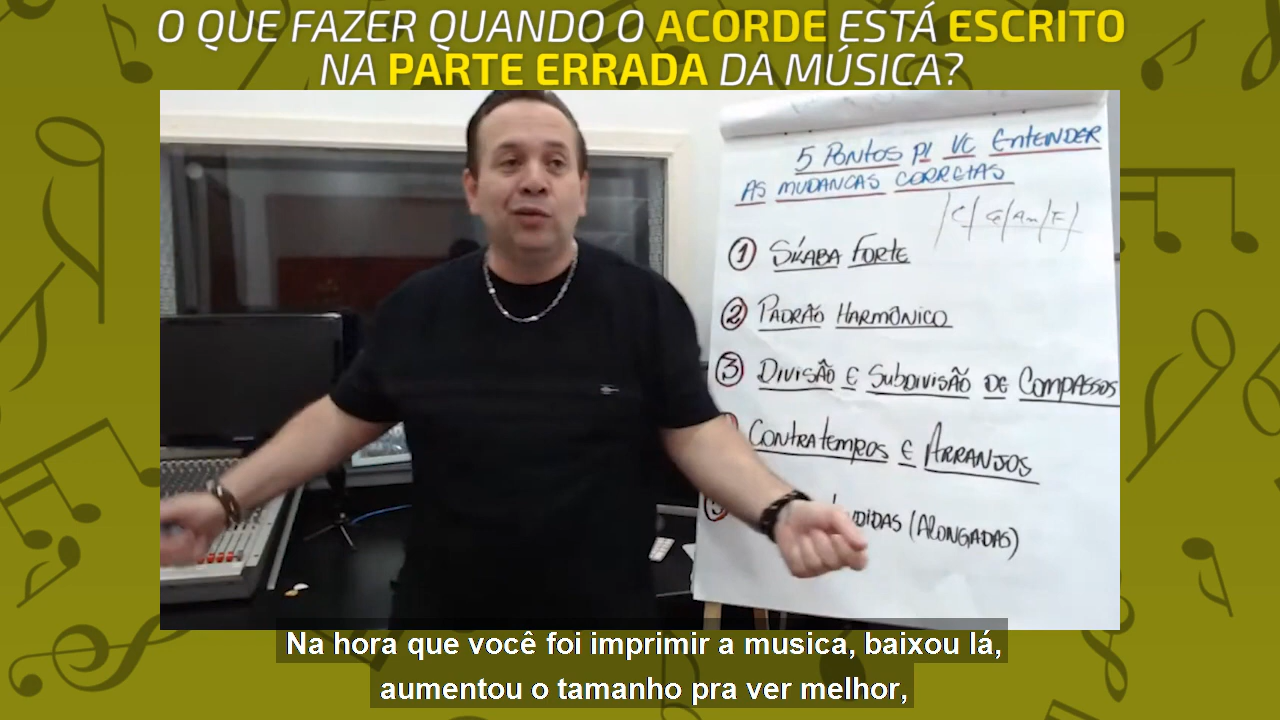 O QUE FAZER QUANDO O ACORDE ESTÁ ESCRITO
NA PARTE ERRADA DA MÚSICA?
5 PONTOS P/ VC ENTENDER
AS MUDANCAS CORRETAS
/C/G/Am/F/
1 SÍLABA FORTE
2 PADRÃO HARMÔNICO
3 DIVISÃO E SUBDIVISÃO DE COMPASSOS
CONTRATEMPOS E ARRANJOS
5 (ALONGADAS)
Na hora que você foi imprimir a musica, baixou lá,
aumentou o tamanho pra ver melhor,